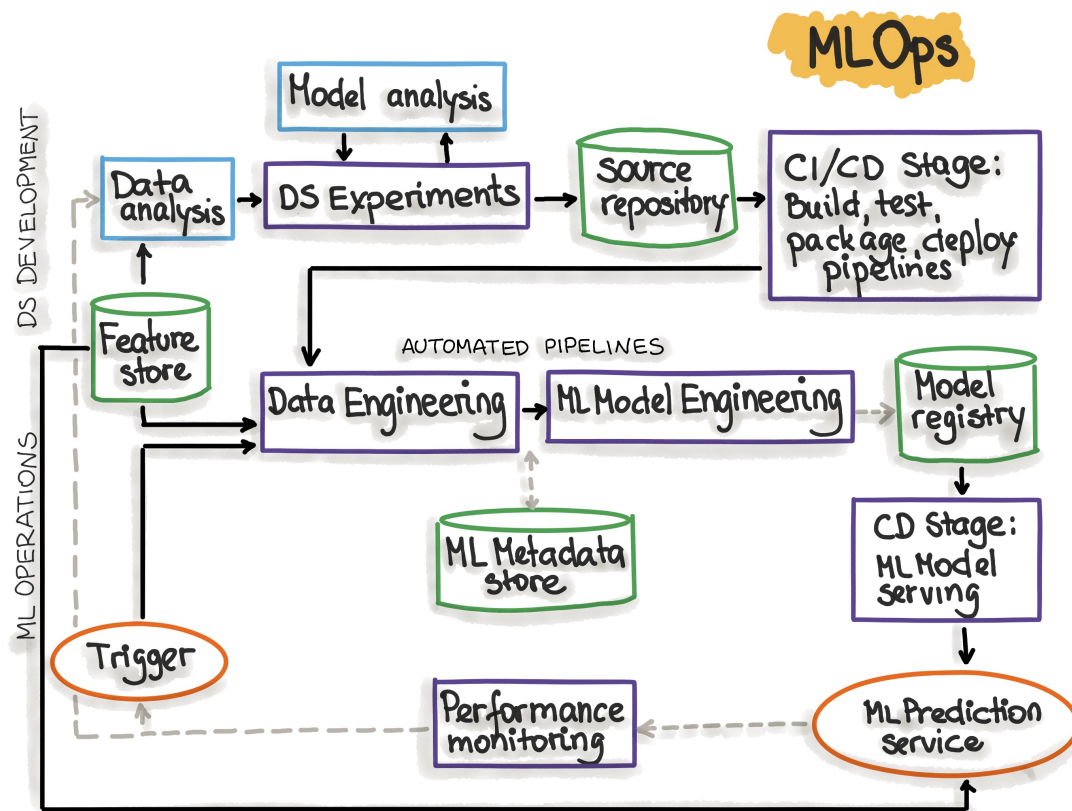 MLOps
Model analysis
Data
analysis
DS Experiments
source
repository
CI/CD Stage:
Build, test,
package, deploy
pipelines
DS DEVELOPMENT
Feature
store
AUTOMATED PIPELINES
Data Engineering
ML Model Engineering
Model
registry
ML OPERATIONS
ML Metadata
store
CD Stage:
ML Model
serving
Trigger
Performance
monitoring
ML Prediction
service